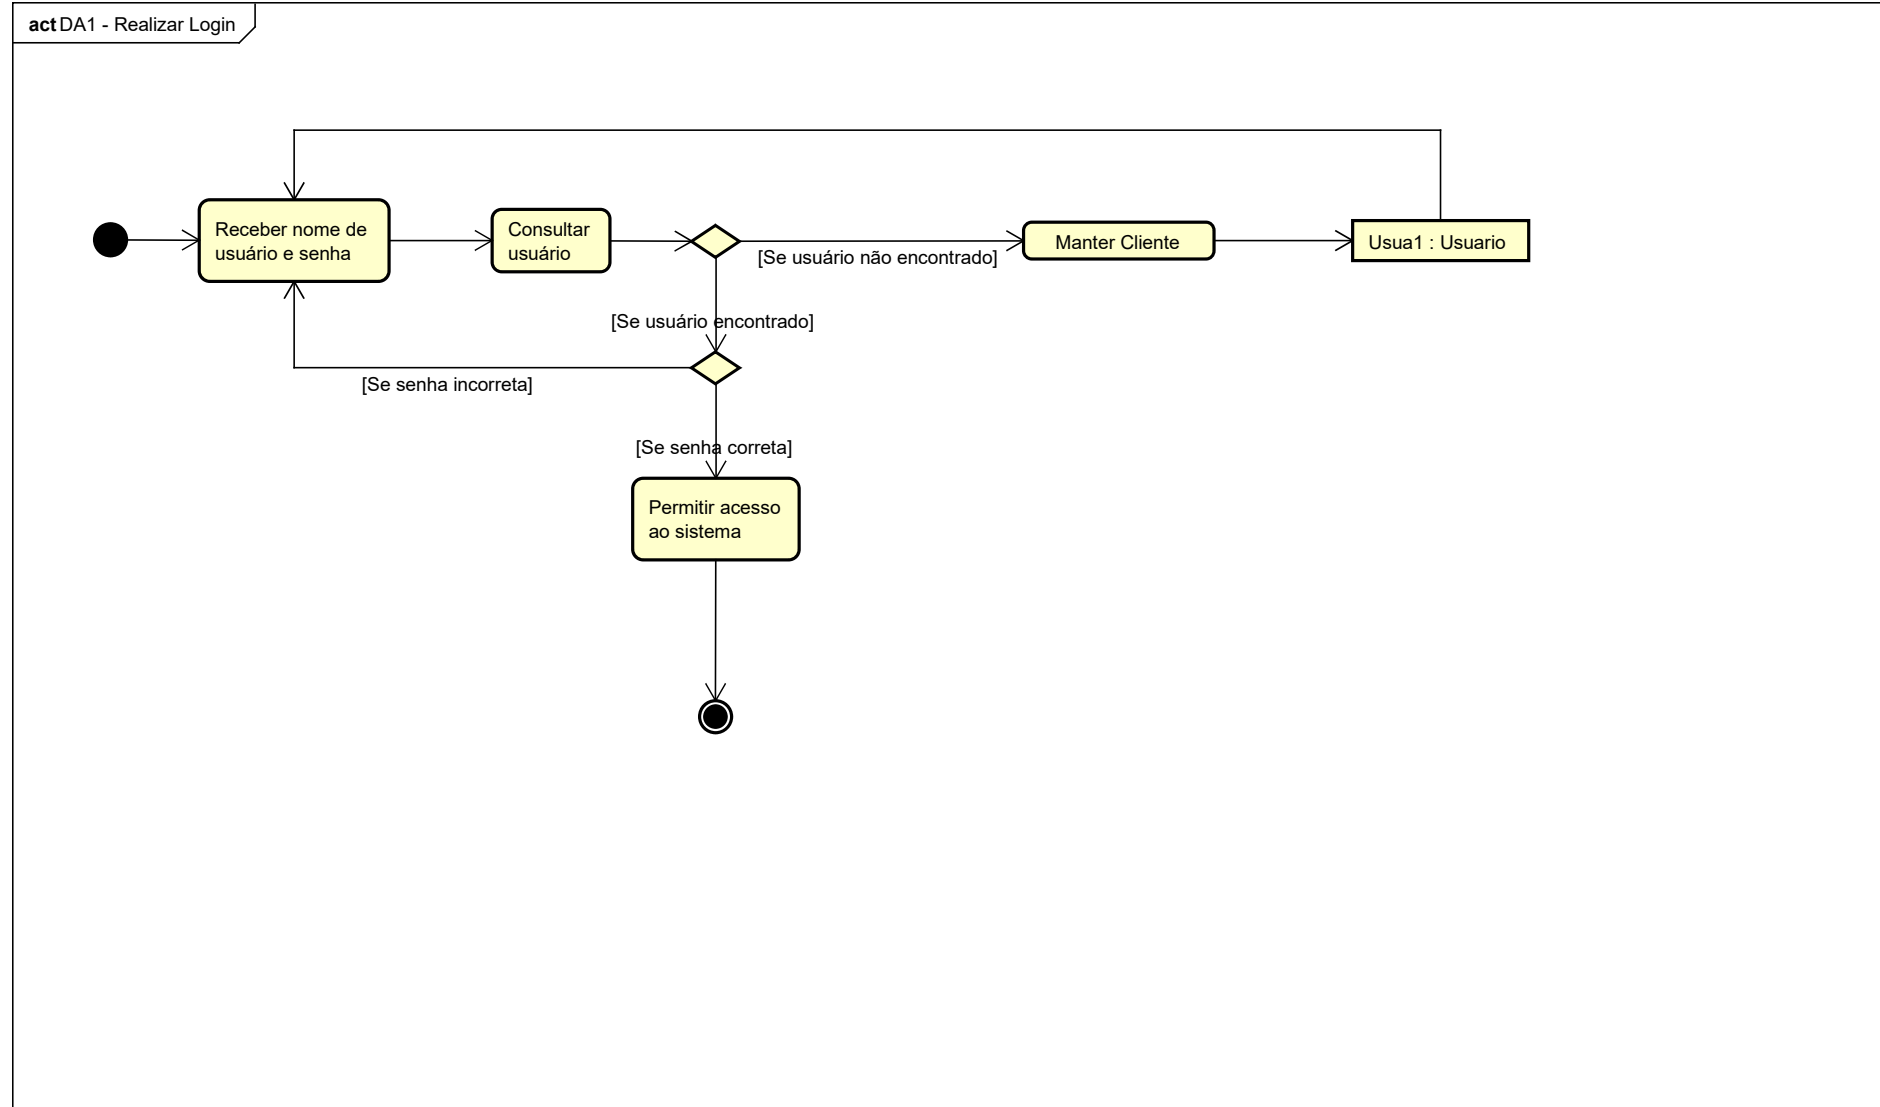 act DA1 - Realizar Login
Receber nome de
usuário e senha
Consultar
usuário
[Se usuário não encontrado]
Manter Cliente
Usua1 : Usuario
[Se usuário encontrado]
[Se senha incorreta]
[Se senha correta]
Permitir acesso
ao sistema